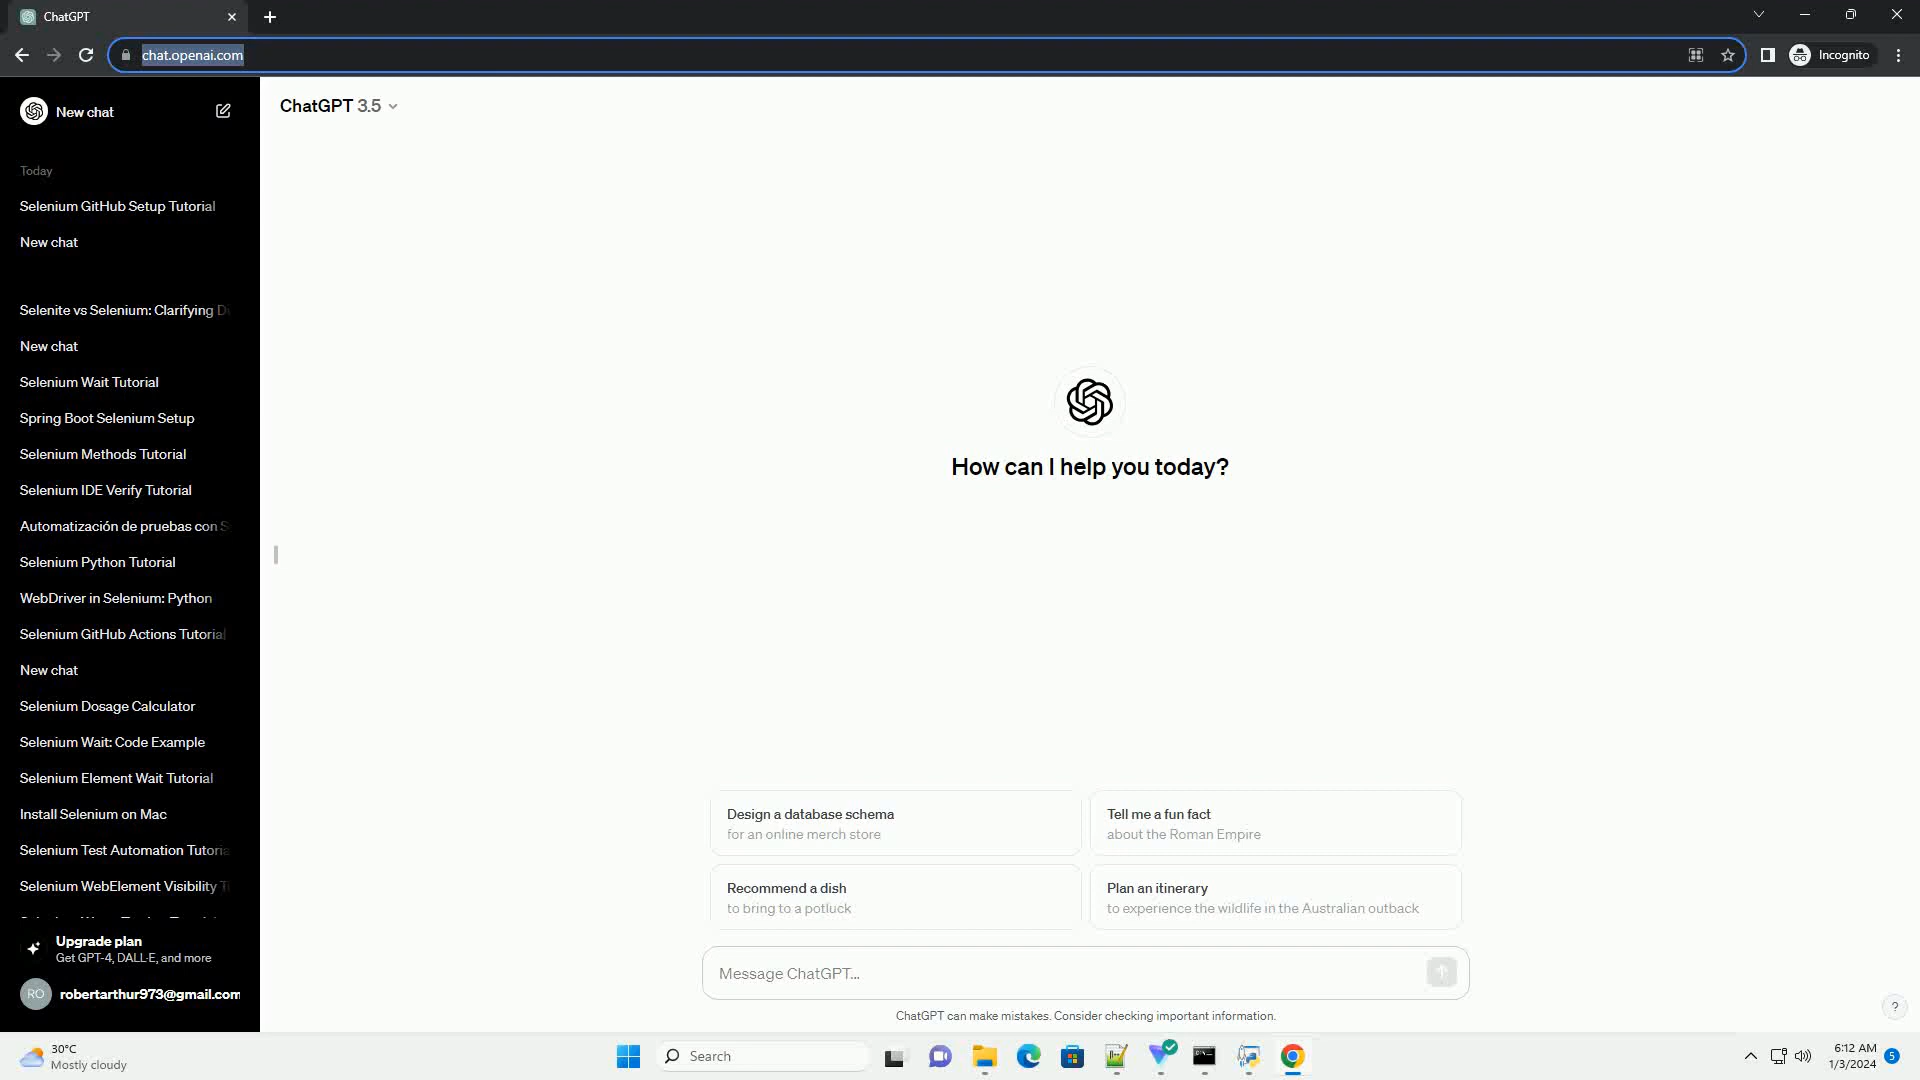 ChatGPT
chat.openai.com
Incognito
New chat
ChatGPT 3.5
Today
Selenium GitHub Setup Tutorial
New chat
Selenite vs Selenium: Clarifying
New chat
Selenium Wait Tutorial
Spring Boot Selenium Setup
Selenium Methods Tutorial
Selenium IDE Verify Tutorial
Automatización de pruebas con
Selenium Python Tutorial
WebDriver in Selenium: Python
Selenium GitHub Actions Tutorial
New chat
Selenium Dosage Calculator
Selenium Wait: Code Example
Selenium Element Wait Tutorial
Install Selenium on Mac
Selenium Test Automation Tutoria
Selenium WebElement Visibility
Upgrade plan
Get GPT-4, DALL·E, and more
RO
robertarthur973@gmail.com
How can I help you today?
Design a database schema
for an online merch store
Tell me a fun fact
about the Roman Empire
Recommend a dish
to bring to a potluck
Plan an itinerary
to experience the wildlife in the Australian outback
Message ChatGPT...
ChatGPT can make mistakes. Consider checking important information.
?
30°C
Mostly cloudy
Search
6:12 AM
1/3/2024
5